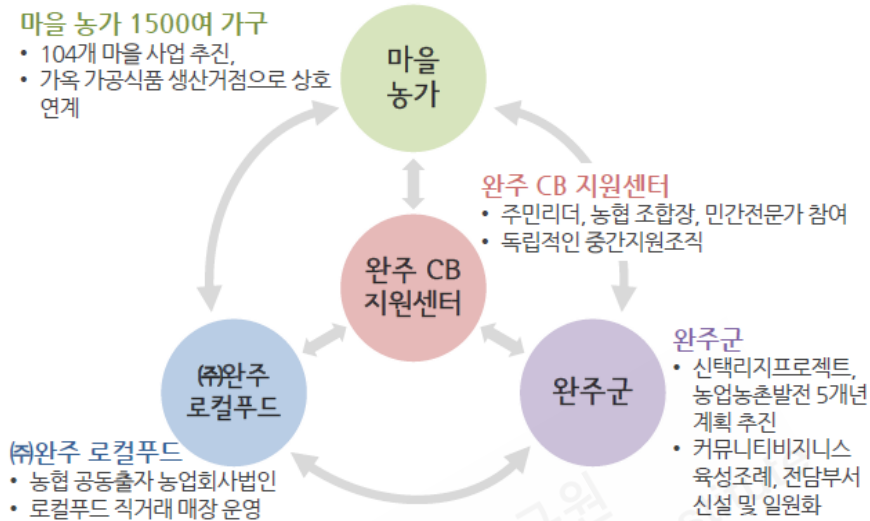 마을 농가 1500여 가구
• 104개 마을 사업 추진,
• 가옥 가공식품 생산거점으로 상호
연계
마을
농가
완주 CB 지원센터
• 주민리더, 농협 조합장, 민간전문가 참여
• 독립적인 중간지원조직
완주 CB
지원센터
㈜완주
로컬푸드
완주군
완주군
• 신택리지프로젝트,
농업농촌발전 5개년
계획 추진
• 커뮤니티비지니스
육성조례, 전담부서
신설 및 일원화
㈜완주 로컬푸드
• 농협 공동출자 농업회사법인
• 로컬푸드 직거래 매장 운영